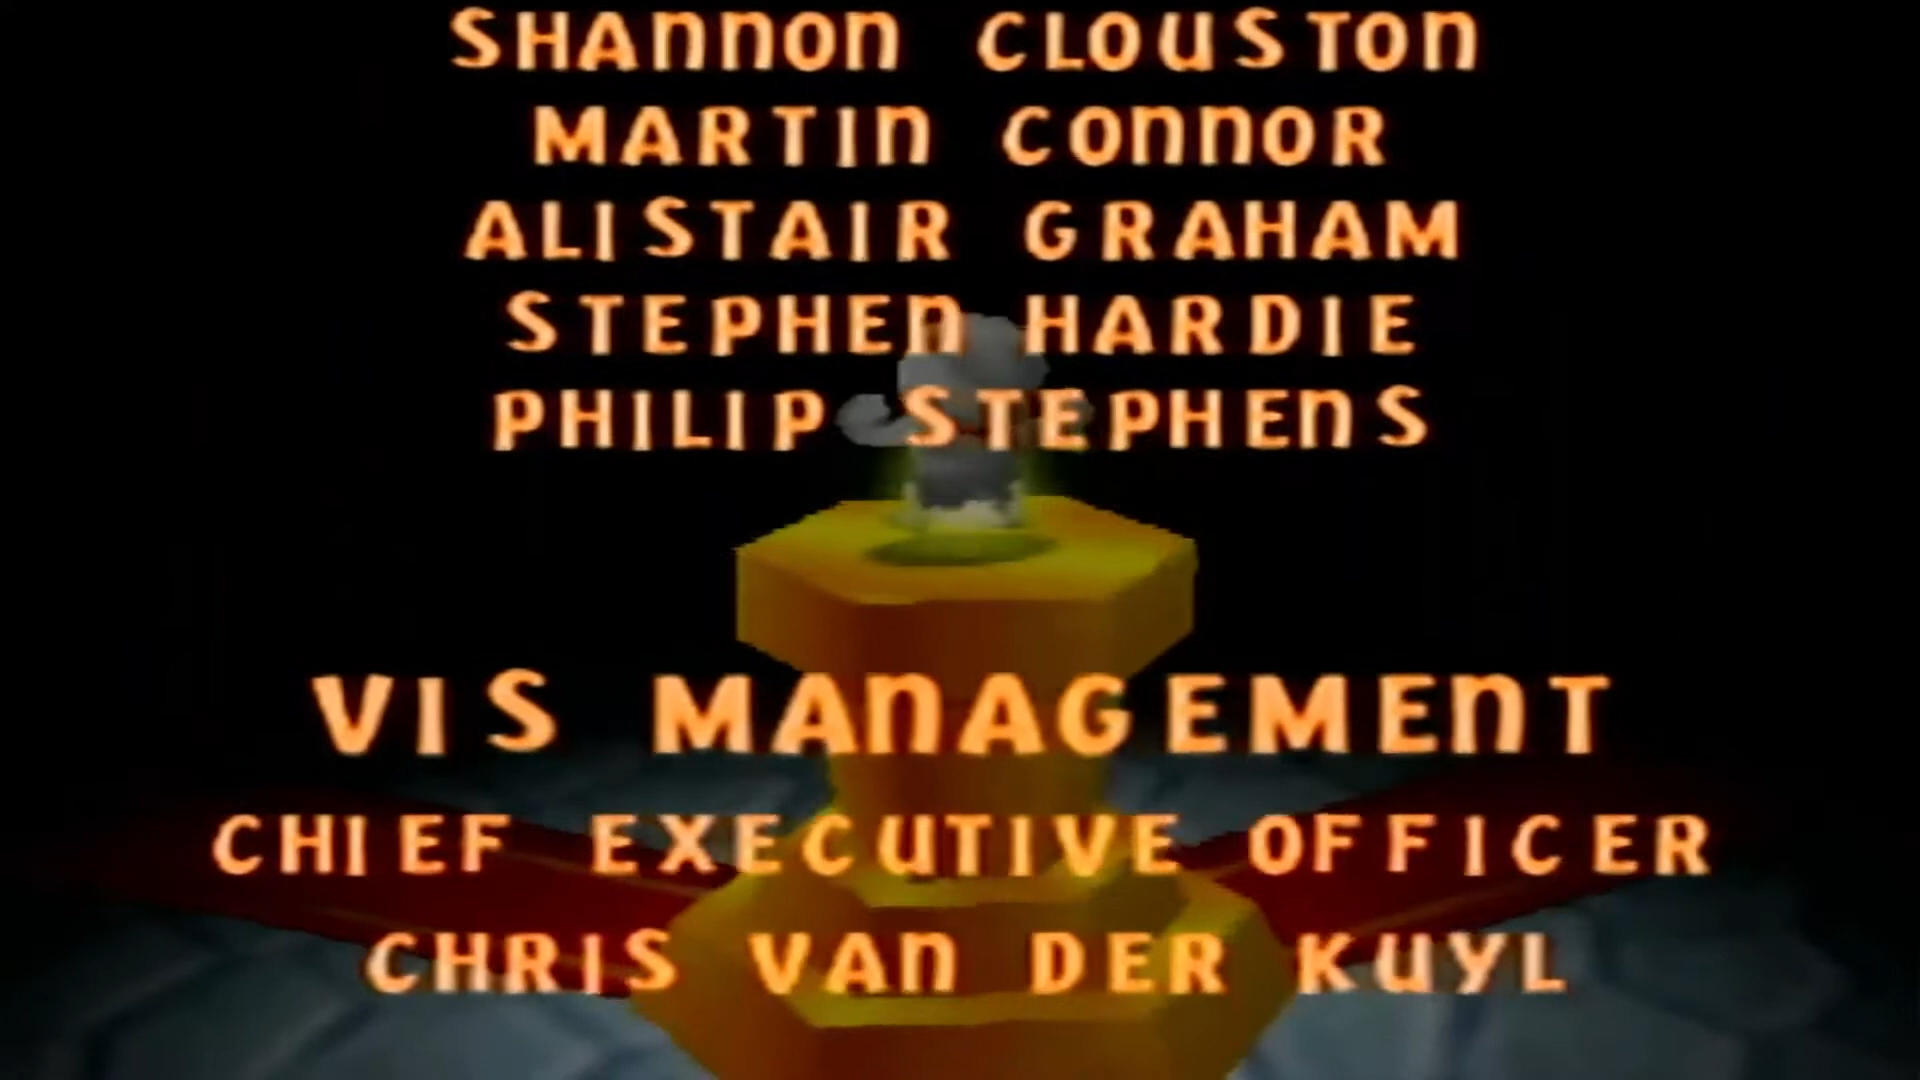 SHANNON CLOUSTON
MARTIN CONNOR
ALISTAIR GRAHAM
STEPHEN HARDIE
PHILIP STEPHENS
VIS MANAGEMENT
CHIEF EXECUTIVE OFFICER
CHRIS VAN DER KUYL